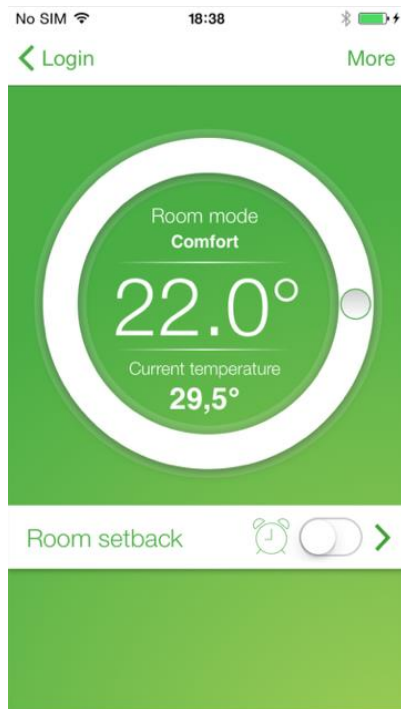 No SIM 18:38
Login More
Room mode
Comfort
22.0°
Current temperature
29,5°
Room setback